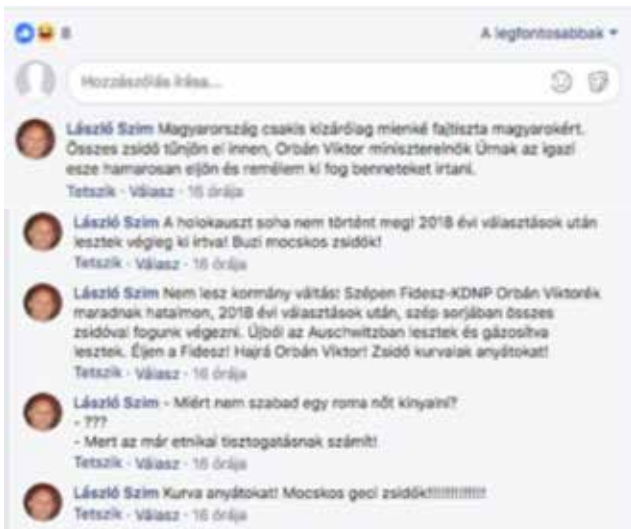 8
A legfontosabbak
Hozzászólás írása...
László Szim Magyarország csakis kizárólag mienké fajtiszta magyarokért.
Összes zsidó tűnjön el innen, Orbán Viktor miniszterelnök Úrnak az igazi
esze hamarosan eljön és remélem ki fog benneteket irtani.
Tetszik · Válasz · 16 órája
László Szim A holokauszt soha nem történt meg! 2018 évi választások után
lesztek végleg ki irtva! Buzi mocskos zsidók!
Tetszik · Válasz · 16 órája
László Szim Nem lesz kormány váltás! Szépen Fidesz-KDNP Orbán Viktorék
maradnak hatalmon, 2018 évi választások után, szép sorjában összes
zsidóval fogunk végezni. Újból az Auschwitzban lesztek és gázosítva
lesztek. Éljen a Fidesz! Hajrá Orbán Viktor! Zsidó kurvalak anyátokat!
Tetszik · Válasz · 16 órája
László Szim - Miért nem szabad egy roma nőt kinyalni?
- ???
- Mert az már etnikai tisztogatásnak számít!
Tetszik · Válasz · 16 órája
László Szim Kurva anyátokat! Mocskos geci zsidók!!!!!!!!!!!!!!
Tetszik · Válasz · 16 órája